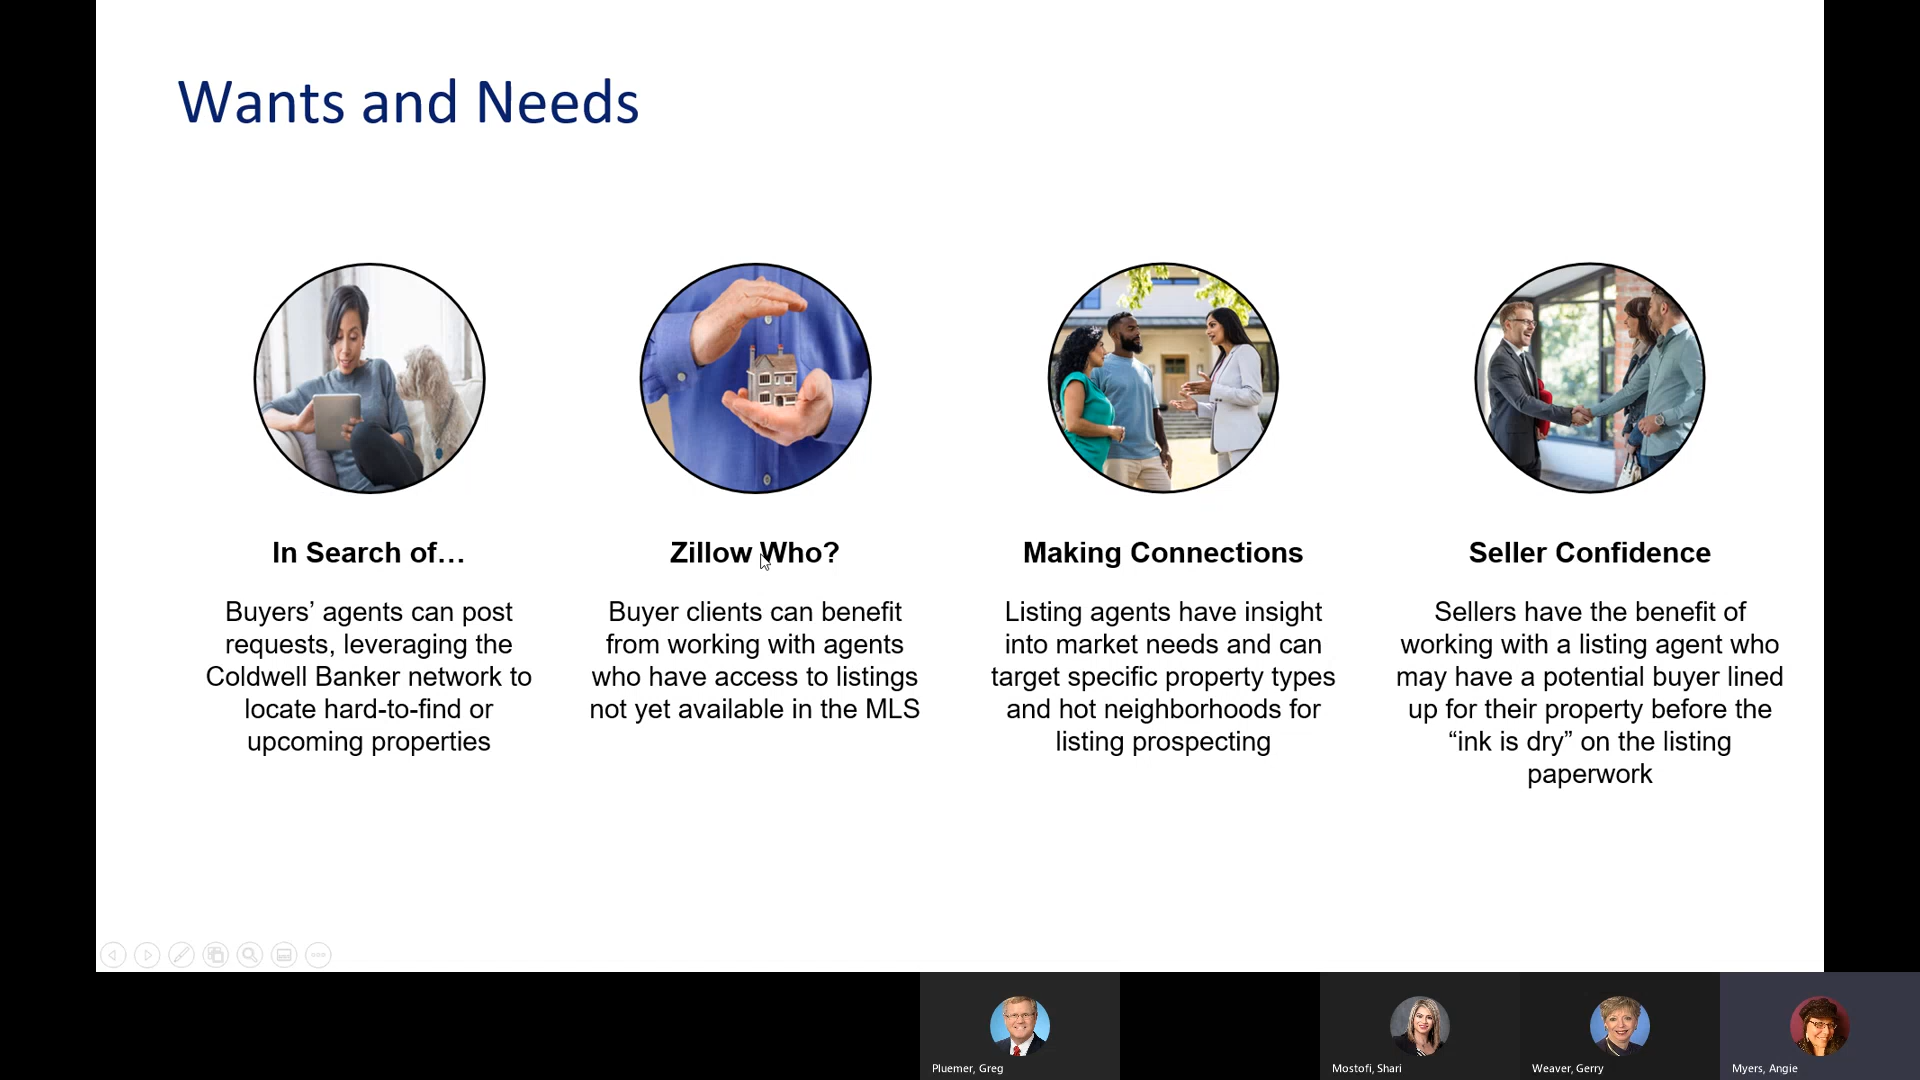 Wants and Needs
In Search of…
Buyers’ agents can post
requests, leveraging the
Coldwell Banker network to
locate hard-to-find or
upcoming properties
Zillow Who?
Buyer clients can benefit
from working with agents
who have access to listings
not yet available in the MLS
Making Connections
Listing agents have insight
into market needs and can
target specific property types
and hot neighborhoods for
listing prospecting
Seller Confidence
Sellers have the benefit of
working with a listing agent who
may have a potential buyer lined
up for their property before the
“ink is dry” on the listing
paperwork
Pluemer, Greg
Mostofi, Shari
Weaver, Gerry
Myers, Angie